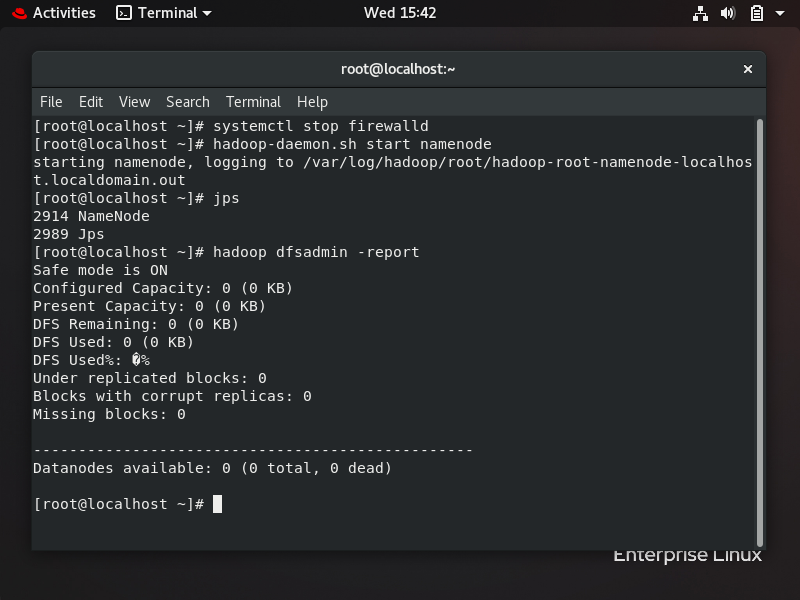 Activities Terminal Wed 15:42
root@localhost:~ ×
File Edit View Search Terminal Help
[root@localhost ~]# systemctl stop firewalld
[root@localhost ~]# hadoop-daemon.sh start namenode
starting namenode, logging to /var/log/hadoop/root/hadoop-root-namenode-localhos
t.localdomain.out
[root@localhost ~]# jps
2914 NameNode
2989 Jps
[root@localhost ~]# hadoop dfsadmin -report
Safe mode is ON
Configured Capacity: 0 (0 KB)
Present Capacity: 0 (0 KB)
DFS Remaining: 0 (0 KB)
DFS Used: 0 (0 KB)
DFS Used%: �%
Under replicated blocks: 0
Blocks with corrupt replicas: 0
Missing blocks: 0
-------------------------------------------------
Datanodes available: 0 (0 total, 0 dead)
[root@localhost ~]#
Enterprise Linux